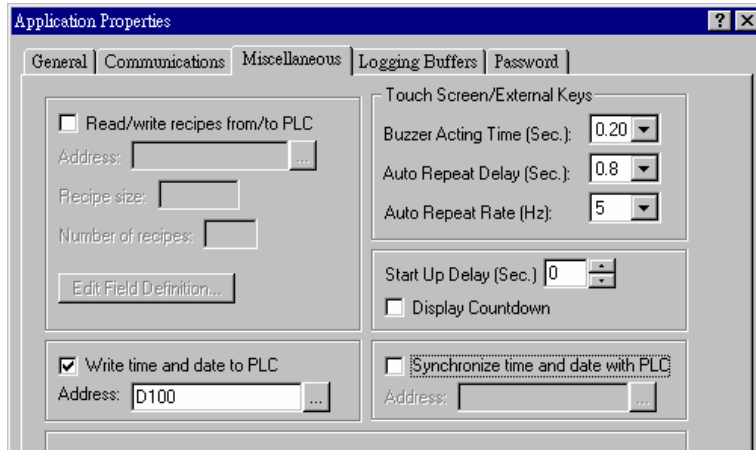 Application Properties
? X
General Communications Miscellaneous Logging Buffers Password
Read/write recipes from/to PLC
Address: ...
Recipe size:
Number of recipes:
Edit Field Definition...
Touch Screen/External Keys
Buzzer Acting Time (Sec.): 0.20
Auto Repeat Delay (Sec.): 0.8
Auto Repeat Rate (Hz): 5
Start Up Delay (Sec.) 0
Display Countdown
Write time and date to PLC
Address: D100 ...
Synchronize time and date with PLC
Address: ...